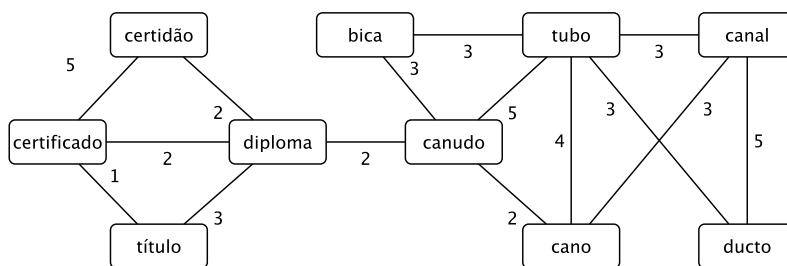 certidão
bica
tubo
canal
3
3
5
3
2
5
3
3
certificado
diploma
canudo
2
2
4
5
1
3
2
título
cano
ducto